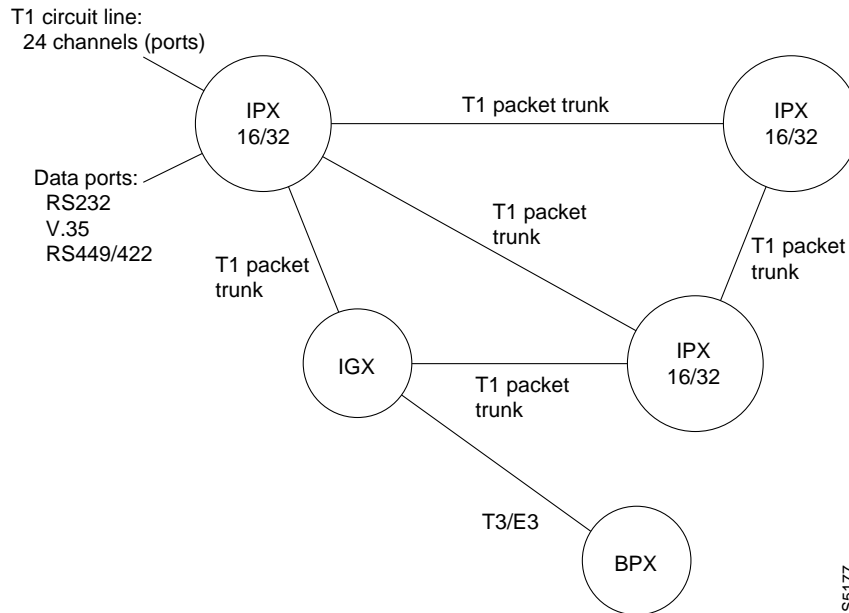 T1 circuit line:
24 channels (ports)
IPX
16/32
T1 packet trunk
IPX
16/32
Data ports:
RS232
V.35
RS449/422
T1 packet
trunk
T1 packet
trunk
T1 packet
trunk
IGX
T1 packet
trunk
IPX
16/32
T3/E3
BPX
S5177